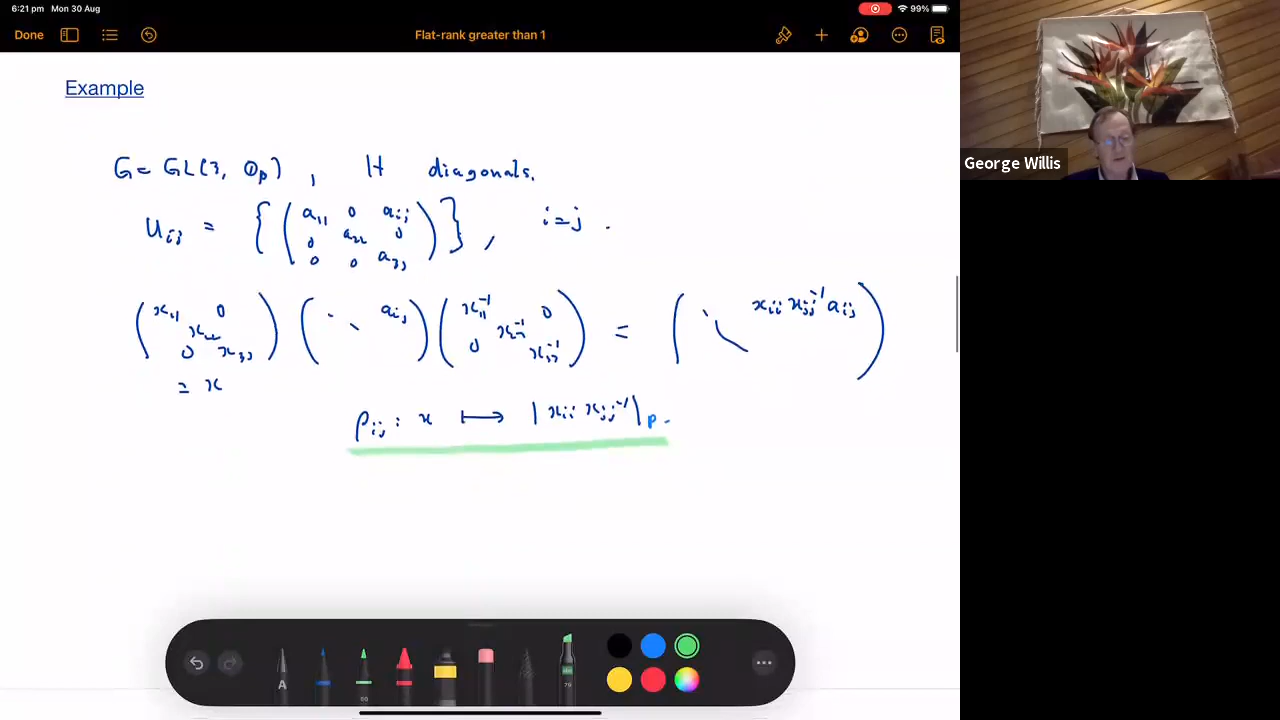 6:21 pm Mon 30 Aug 99%
Done Flat-rank greater than 1
George Willis
Example
G = GL(3, ℚp) , H diagonals.
Uij = { ( a11 0 aij
0 a22 0
0 0 a33 ) } , i = j .
( x11 0
x22
0 x33 ) ( ⋱ aij ) ( x11⁻¹ 0
x22⁻¹
0 x33⁻¹ ) = ( ⋱ xii xjj⁻¹ aij )
= x
ρij : x ↦ | xii xjj⁻¹ |p .
A 88 79